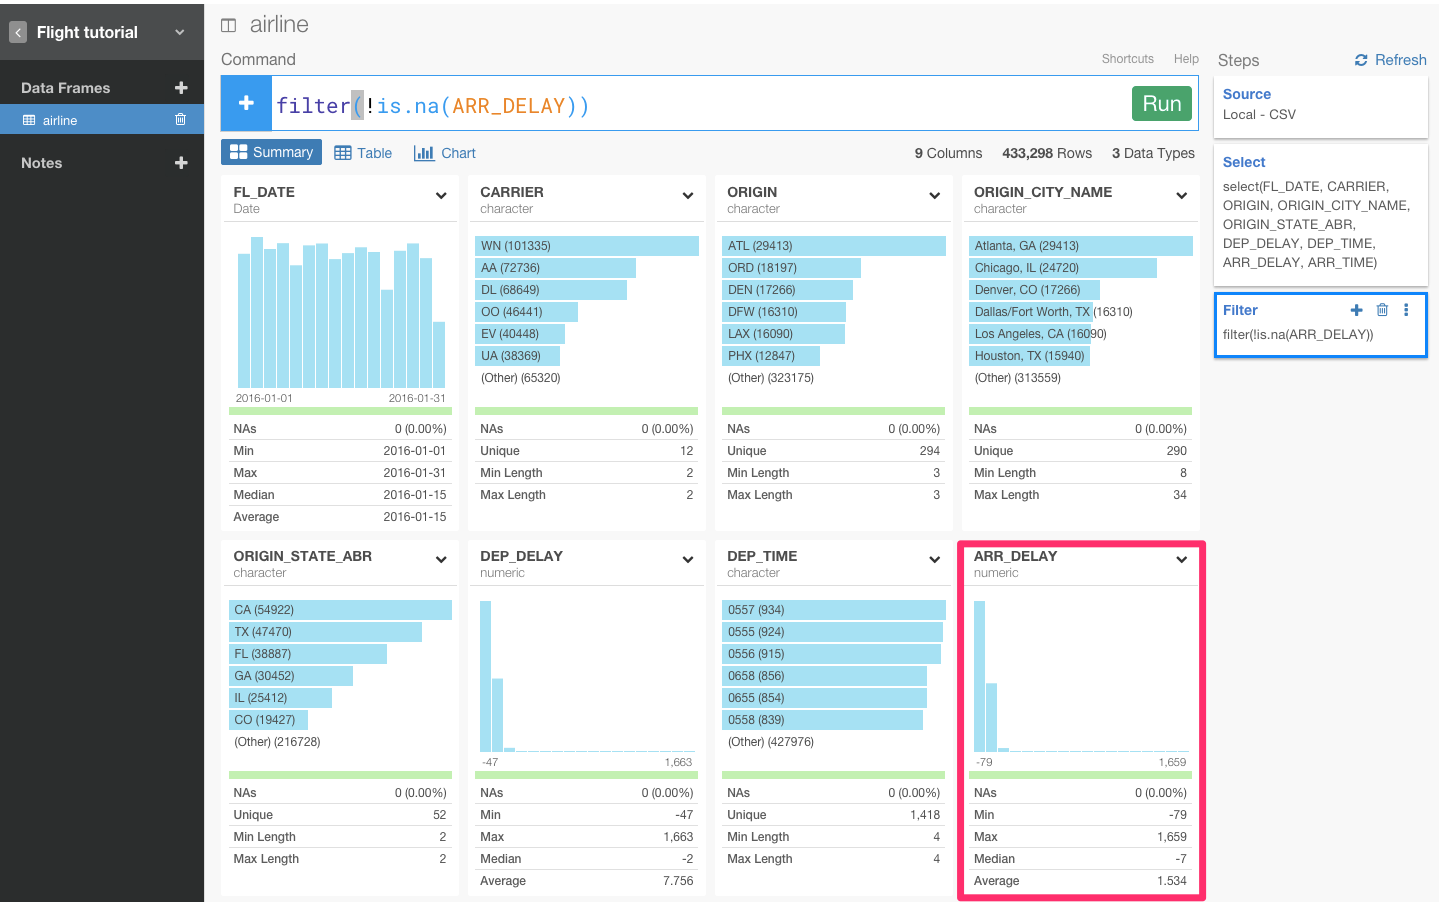 Flight tutorial
Data Frames
airline
Notes
airline
Command
Shortcuts Help
filter(!is.na(ARR_DELAY))
Run
Summary Table Chart
9 Columns 433,298 Rows 3 Data Types
FL_DATE
Date
2016-01-01 2016-01-31
NAs 0 (0.00%)
Min 2016-01-01
Max 2016-01-31
Median 2016-01-15
Average 2016-01-15
CARRIER
character
WN (101335)
AA (72736)
DL (68649)
OO (46441)
EV (40448)
UA (38369)
(Other) (65320)
NAs 0 (0.00%)
Unique 12
Min Length 2
Max Length 2
ORIGIN
character
ATL (29413)
ORD (18197)
DEN (17266)
DFW (16310)
LAX (16090)
PHX (12847)
(Other) (323175)
NAs 0 (0.00%)
Unique 294
Min Length 3
Max Length 3
ORIGIN_CITY_NAME
character
Atlanta, GA (29413)
Chicago, IL (24720)
Denver, CO (17266)
Dallas/Fort Worth, TX (16310)
Los Angeles, CA (16090)
Houston, TX (15940)
(Other) (313559)
NAs 0 (0.00%)
Unique 290
Min Length 8
Max Length 34
ORIGIN_STATE_ABR
character
CA (54922)
TX (47470)
FL (38887)
GA (30452)
IL (25412)
CO (19427)
(Other) (216728)
NAs 0 (0.00%)
Unique 52
Min Length 2
Max Length 2
DEP_DELAY
numeric
-47 1,663
NAs 0 (0.00%)
Min -47
Max 1,663
Median -2
Average 7.756
DEP_TIME
character
0557 (934)
0555 (924)
0556 (915)
0658 (856)
0655 (854)
0558 (839)
(Other) (427976)
NAs 0 (0.00%)
Unique 1,418
Min Length 4
Max Length 4
ARR_DELAY
numeric
-79 1,659
NAs 0 (0.00%)
Min -79
Max 1,659
Median -7
Average 1.534
Steps Refresh
Source
Local - CSV
Select
select(FL_DATE, CARRIER,
ORIGIN, ORIGIN_CITY_NAME,
ORIGIN_STATE_ABR,
DEP_DELAY, DEP_TIME,
ARR_DELAY, ARR_TIME)
Filter
filter(!is.na(ARR_DELAY))